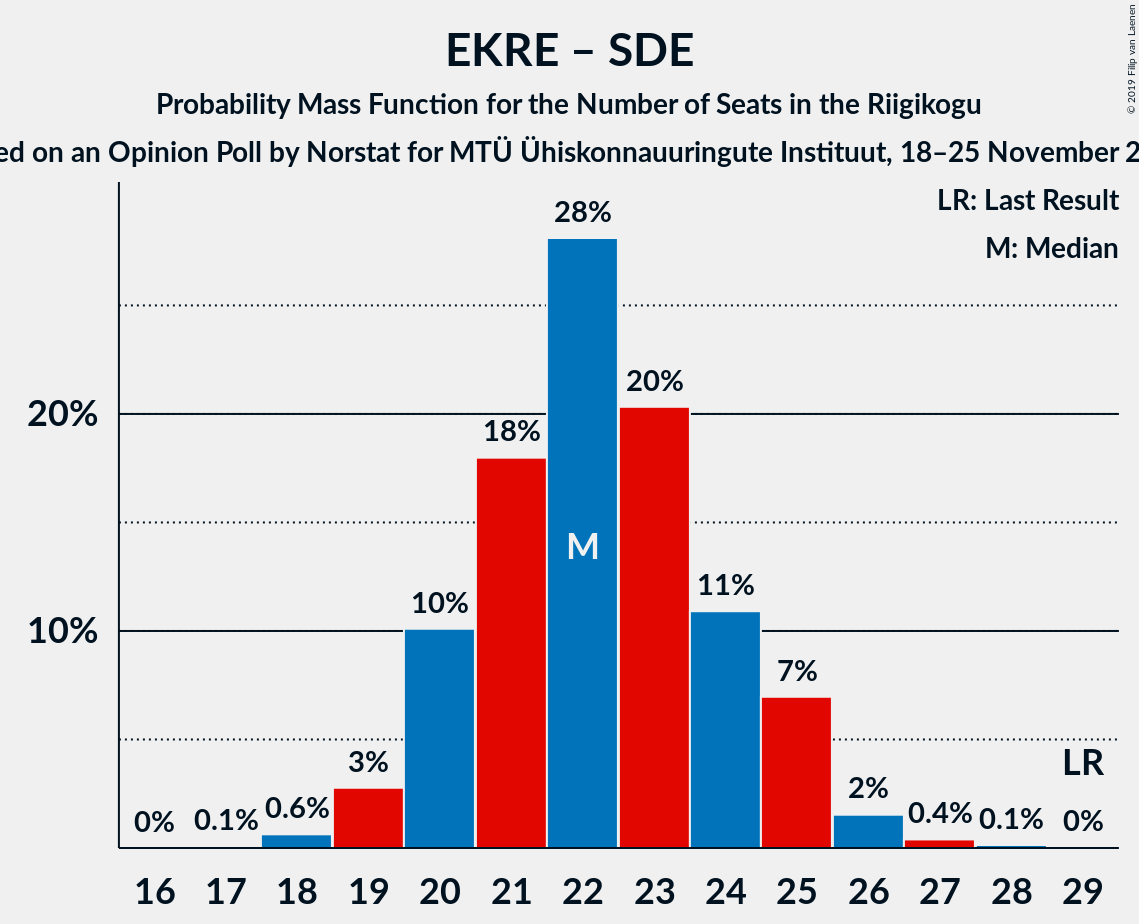 EKRE – SDE
Probability Mass Function for the Number of Seats in the Riigikogu
on an Opinion Poll by Norstat for MTÜ Ühiskonnauuringute Instituut, 18–25 November
© 2019 Filip van Laenen
LR: Last Result
M: Median
28%
20%
20%
18%
M
11%
10%
10%
7%
LR
3%
2%
0%
0.1%
0.6%
0.4%
0.1%
0%
16 17 18 19 20 21 22 23 24 25 26 27 28 29